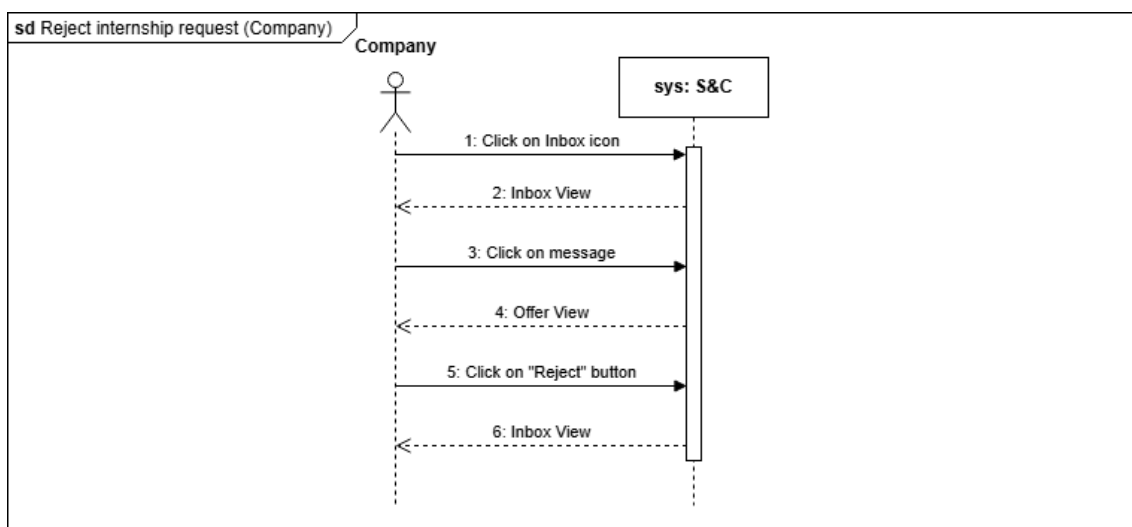 sd Reject internship request (Company)
Company
sys: S&C
1: Click on Inbox icon
2: Inbox View
3: Click on message
4: Offer View
5: Click on "Reject" button
6: Inbox View